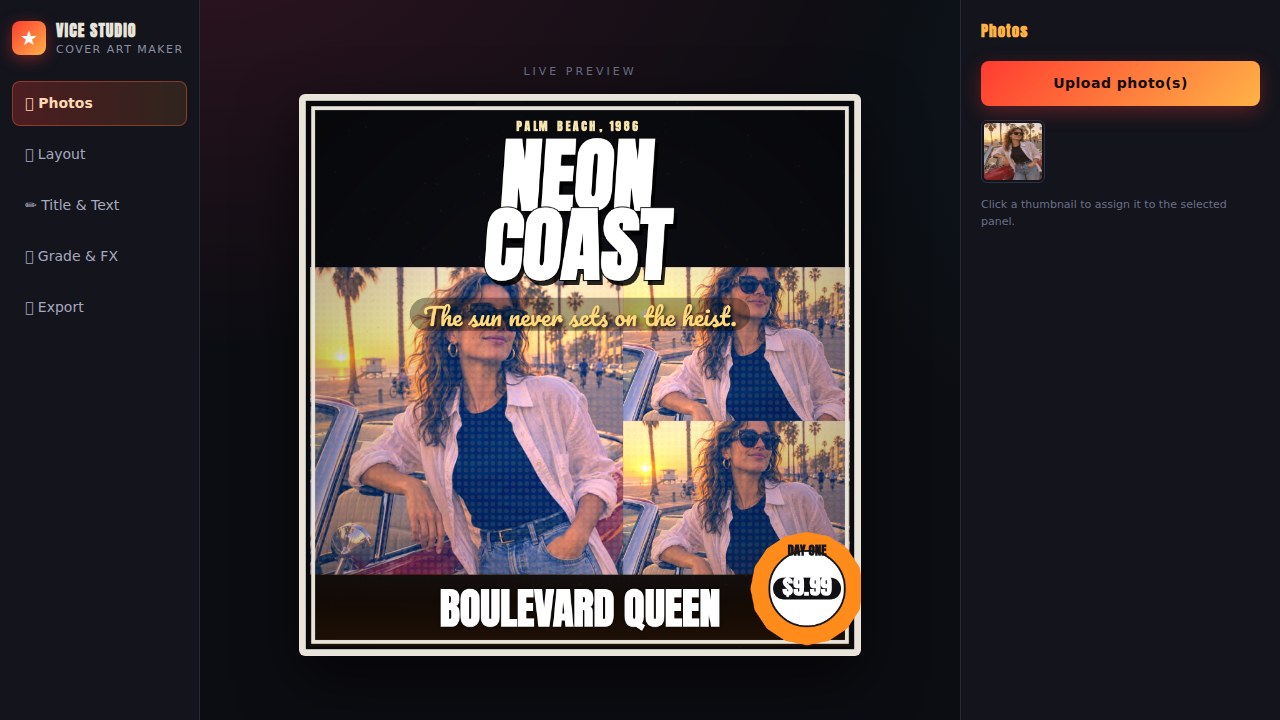 VICE STUDIO
COVER ART MAKER
Photos
Layout
Title & Text
Grade & FX
Export
LIVE PREVIEW
PALM BEACH, 1986
NEON
COAST
The sun never sets on the heist.
BOULEVARD QUEEN
DAY ONE
$9.99
Photos
Upload photo(s)
Click a thumbnail to assign it to the selected
panel.